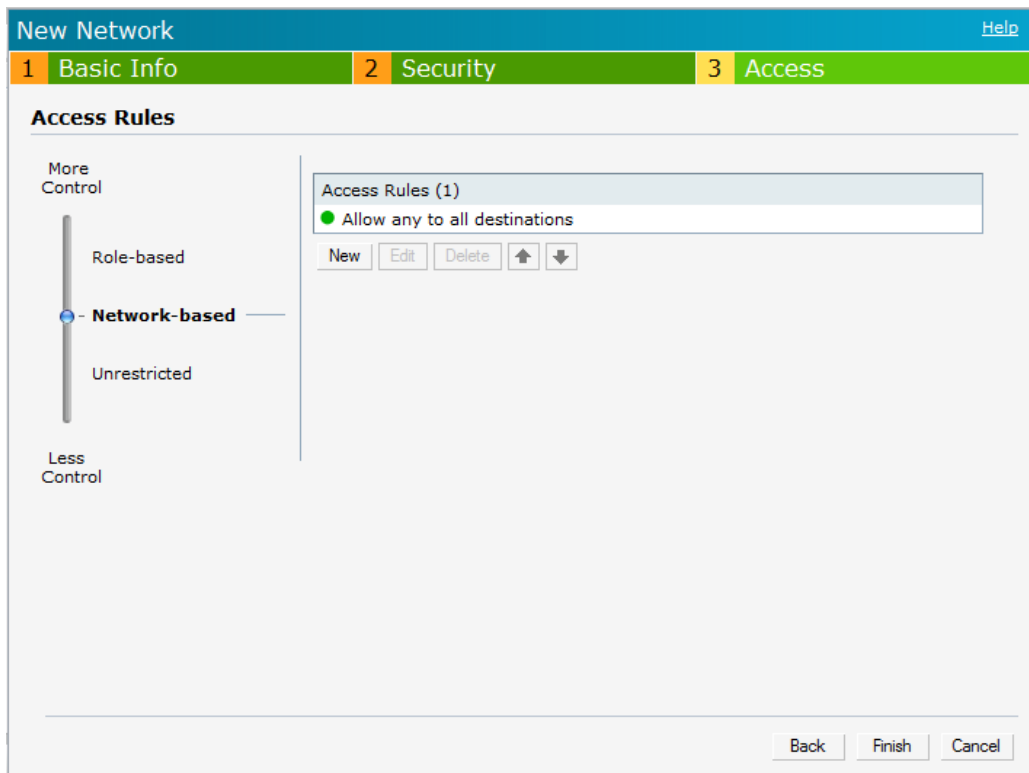 New Network
Help
1 Basic Info
2 Security
3 Access
Access Rules
More
Control
Role-based
Network-based
Unrestricted
Less
Control
Access Rules (1)
Allow any to all destinations
New
Edit
Delete
Back
Finish
Cancel